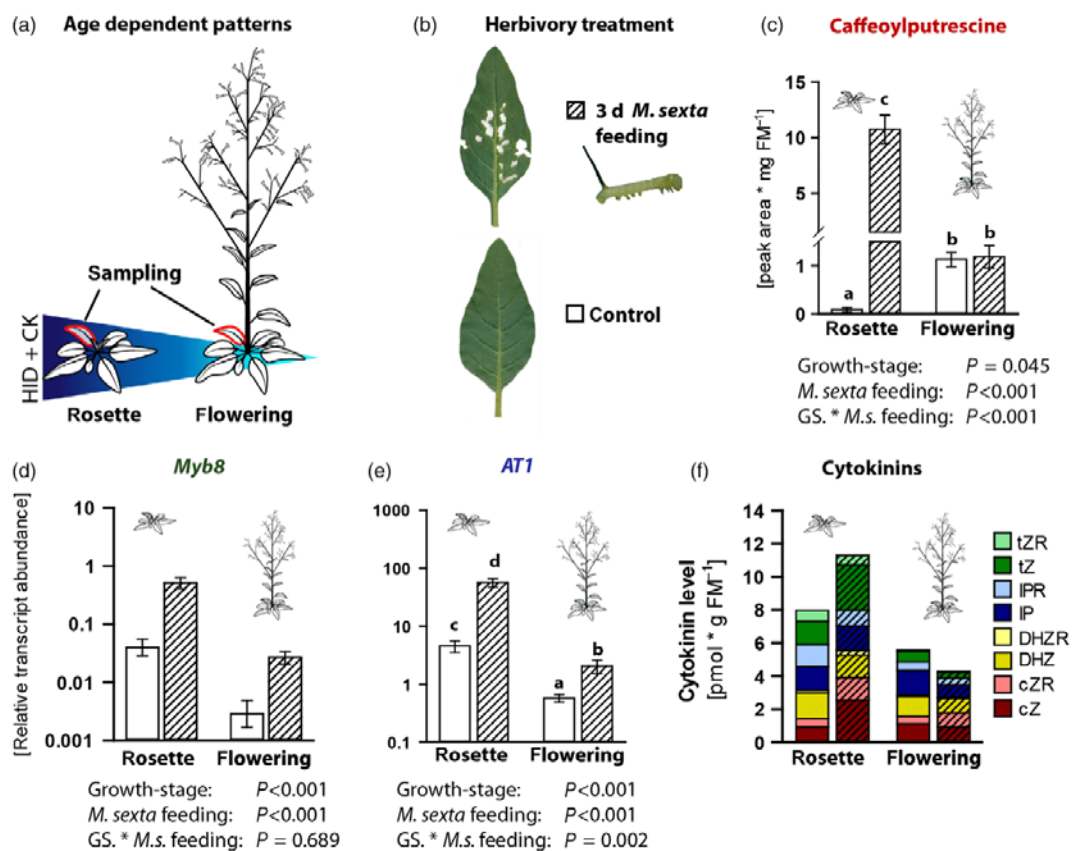 (a) Age dependent patterns
Sampling
HID + CK
Rosette Flowering
(b) Herbivory treatment
3 d M. sexta
feeding
Control
(c) Caffeoylputrescine
[peak area * mg FM⁻¹]
15
10
5
1
0
a
c
b
b
Rosette Flowering
Growth-stage: P = 0.045
M. sexta feeding: P<0.001
GS. * M.s. feeding: P<0.001
(d) Myb8
[Relative transcript abundance]
10
1
0.1
0.01
0.001
Rosette Flowering
Growth-stage: P<0.001
M. sexta feeding: P<0.001
GS. * M.s. feeding: P = 0.689
(e) AT1
1000
100
10
1
0.1
c
d
a
b
Rosette Flowering
Growth-stage: P<0.001
M. sexta feeding: P<0.001
GS. * M.s. feeding: P = 0.002
(f) Cytokinins
Cytokinin level
[pmol * g FM⁻¹]
14
12
10
8
6
4
2
0
Rosette Flowering
tZR
tZ
IPR
IP
DHZR
DHZ
cZR
cZ